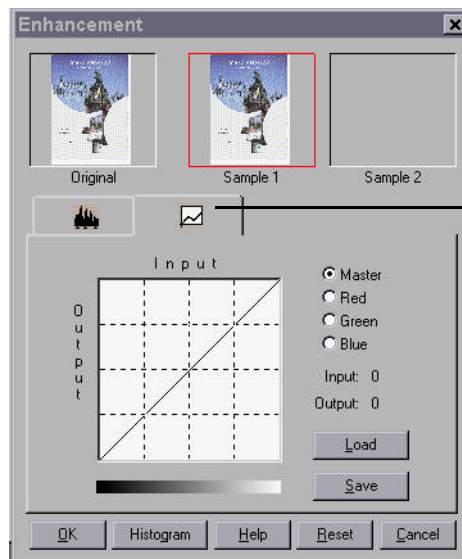 Enhancement
Original
Sample 1
Sample 2
Input
Output
Master
Red
Green
Blue
Input: 0
Output: 0
Load
Save
OK
Histogram
Help
Reset
Cancel